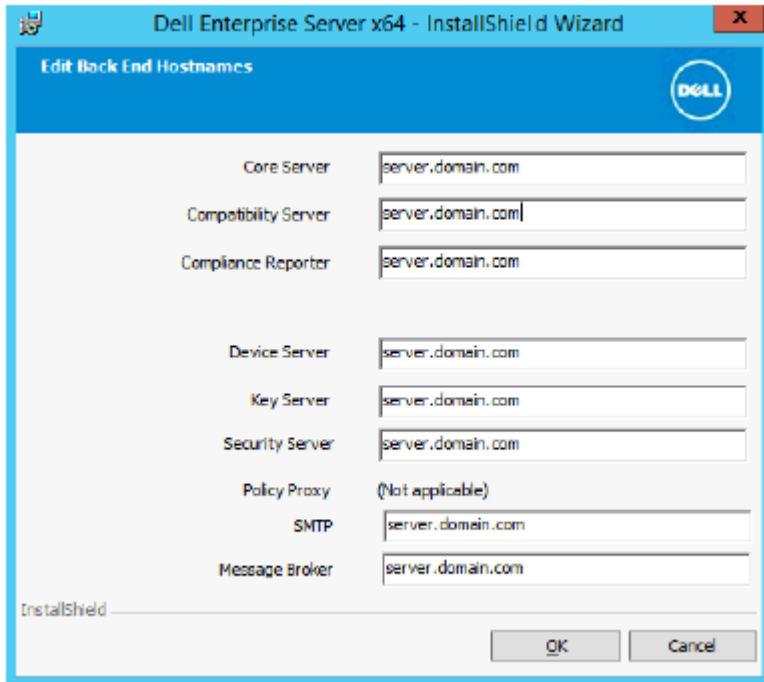 Dell Enterprise Server x64 - InstallShield Wizard
x
Edit Back End Hostnames
DELL
Core Server server.domain.com
Compatibility Server server.domain.com
Compliance Reporter server.domain.com
Device Server server.domain.com
Key Server server.domain.com
Security Server server.domain.com
Policy Proxy (Not applicable)
SMTP server.domain.com
Message Broker server.domain.com
InstallShield
OK Cancel